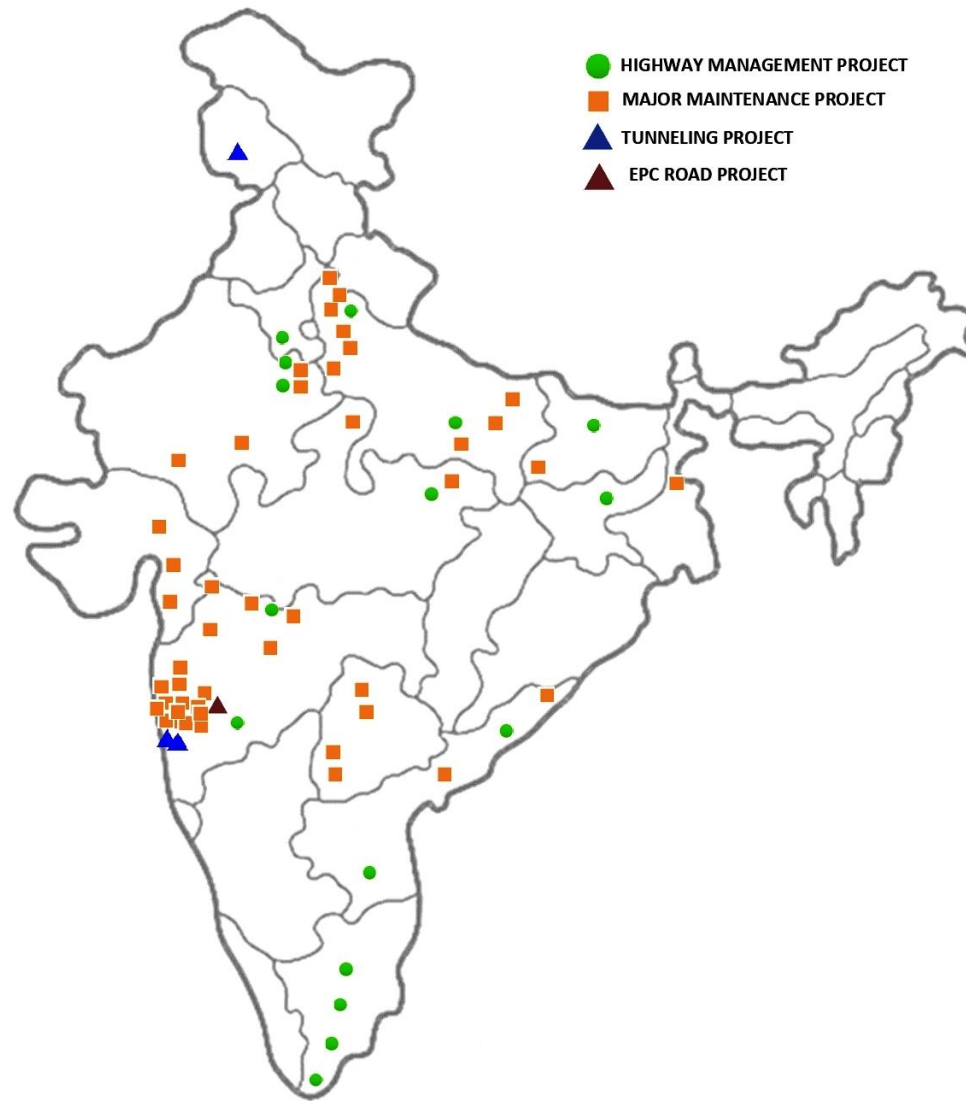 HIGHWAY MANAGEMENT PROJECT
MAJOR MAINTENANCE PROJECT
TUNNELING PROJECT
EPC ROAD PROJECT